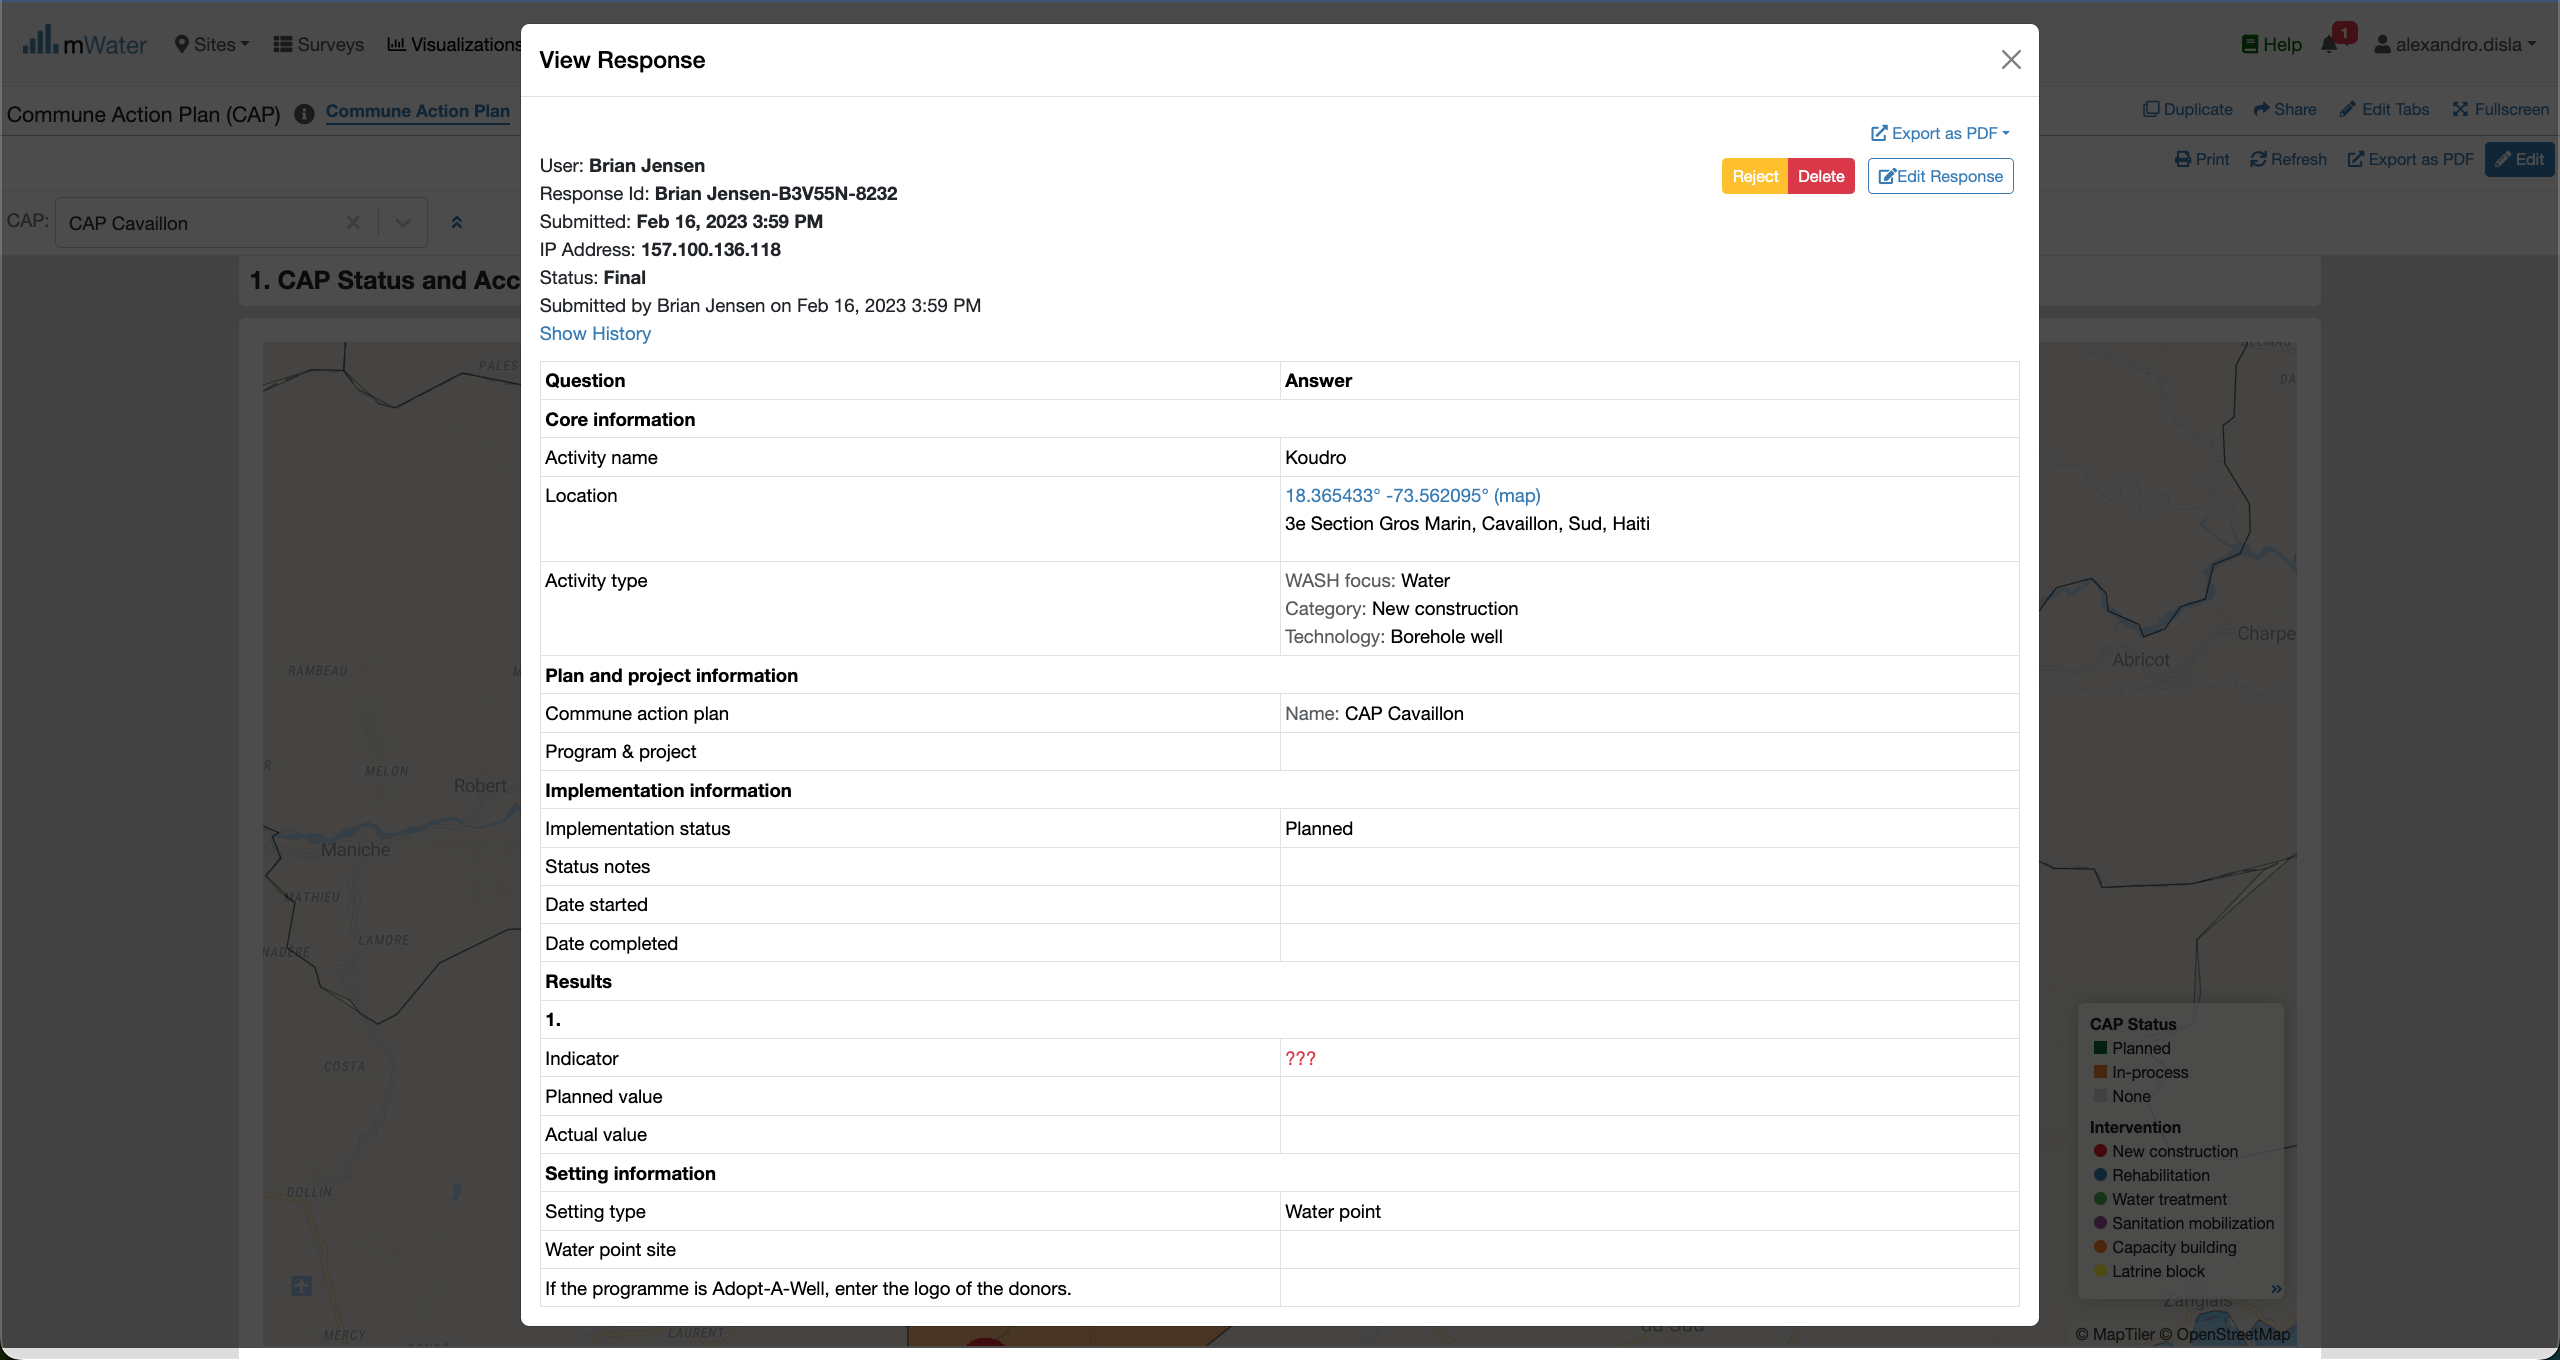 mWater
Sites
Surveys
Visualizations
Help
1
alexandro.disla
Commune Action Plan (CAP)
Commune Action Plan
Duplicate
Share
Edit Tabs
Fullscreen
Print
Refresh
Export as PDF
Edit
CAP:
CAP Cavaillon
1. CAP Status and Acc
View Response
Export as PDF
User: Brian Jensen
Reject
Delete
Edit Response
Response Id: Brian Jensen-B3V55N-8232
Submitted: Feb 16, 2023 3:59 PM
IP Address: 157.100.136.118
Status: Final
Submitted by Brian Jensen on Feb 16, 2023 3:59 PM
Show History
Question Answer
Core information
Activity name Koudro
Location 18.365433° -73.562095° (map)
3e Section Gros Marin, Cavaillon, Sud, Haiti
Activity type WASH focus: Water
Category: New construction
Technology: Borehole well
Plan and project information
Commune action plan Name: CAP Cavaillon
Program & project
Implementation information
Implementation status Planned
Status notes
Date started
Date completed
Results
1.
Indicator ???
Planned value
Actual value
Setting information
Setting type Water point
Water point site
If the programme is Adopt-A-Well, enter the logo of the donors.
PALES
RAMBEAU
MELON
Robert
Maniche
MATHIEU
LAMORE
COSTA
DOLLIN
MERCY
LAURENT
DA
Charpe
Abricot
CAP Status
Planned
In-process
None
Intervention
New construction
Rehabilitation
Water treatment
Sanitation mobilization
Capacity building
Latrine block
Zanglais
© MapTiler © OpenStreetMap